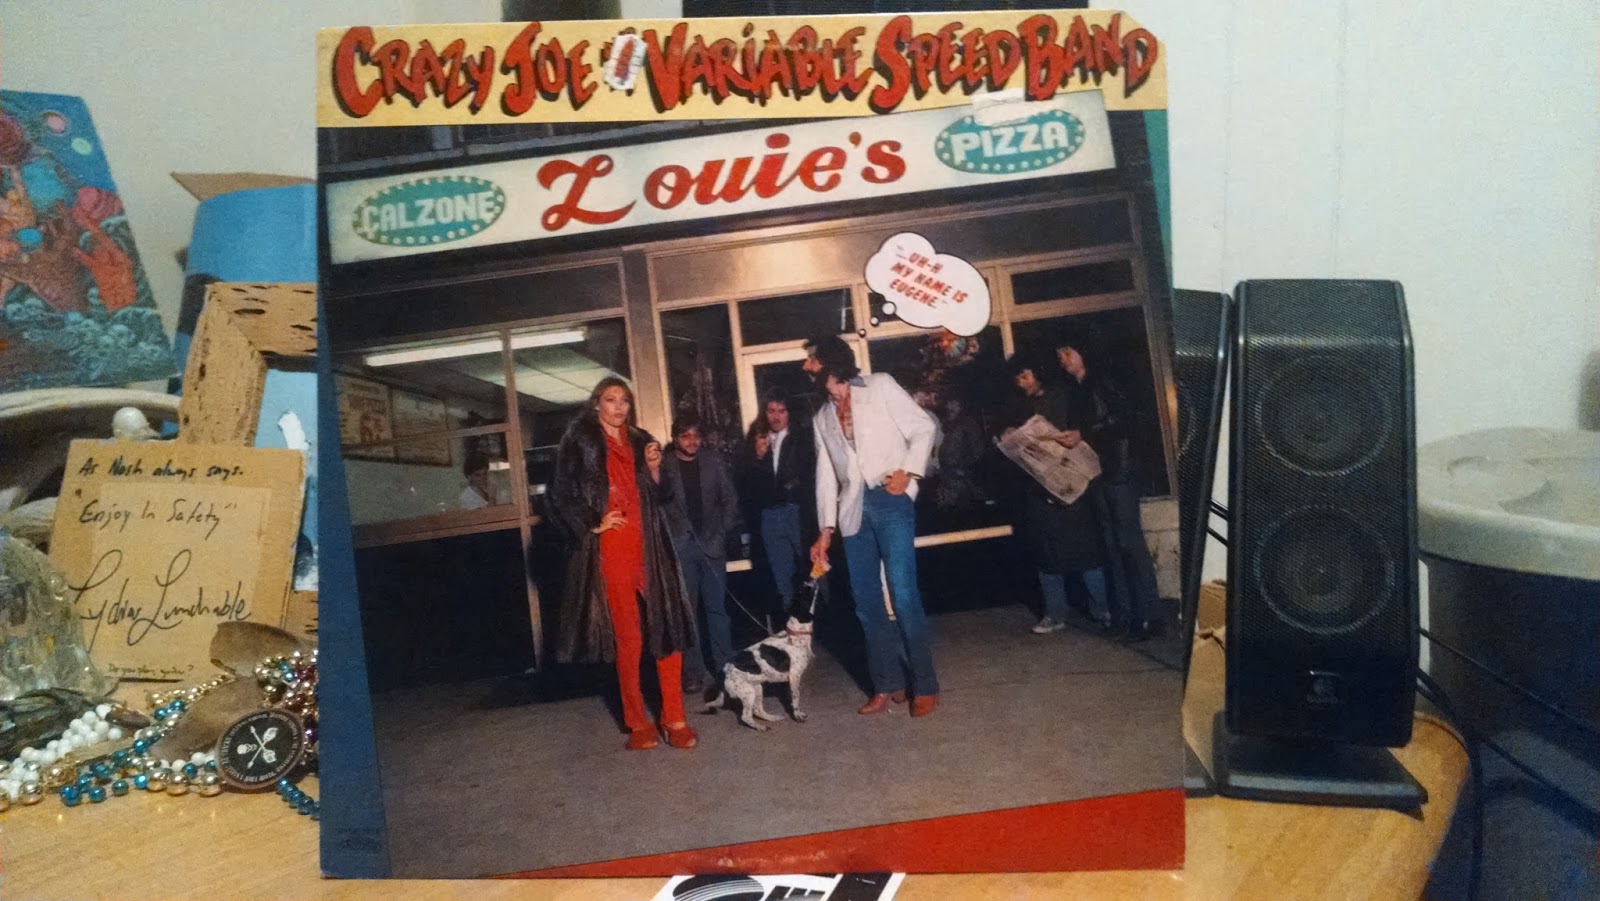 CRAZY JOE VARIABLE SPEED BAND
CALZONE Louie's PIZZA
"...UH-H
MY NAME IS
EUGENE."
As Nash always says.
"Enjoy In Safety"
Lydia Lunchable